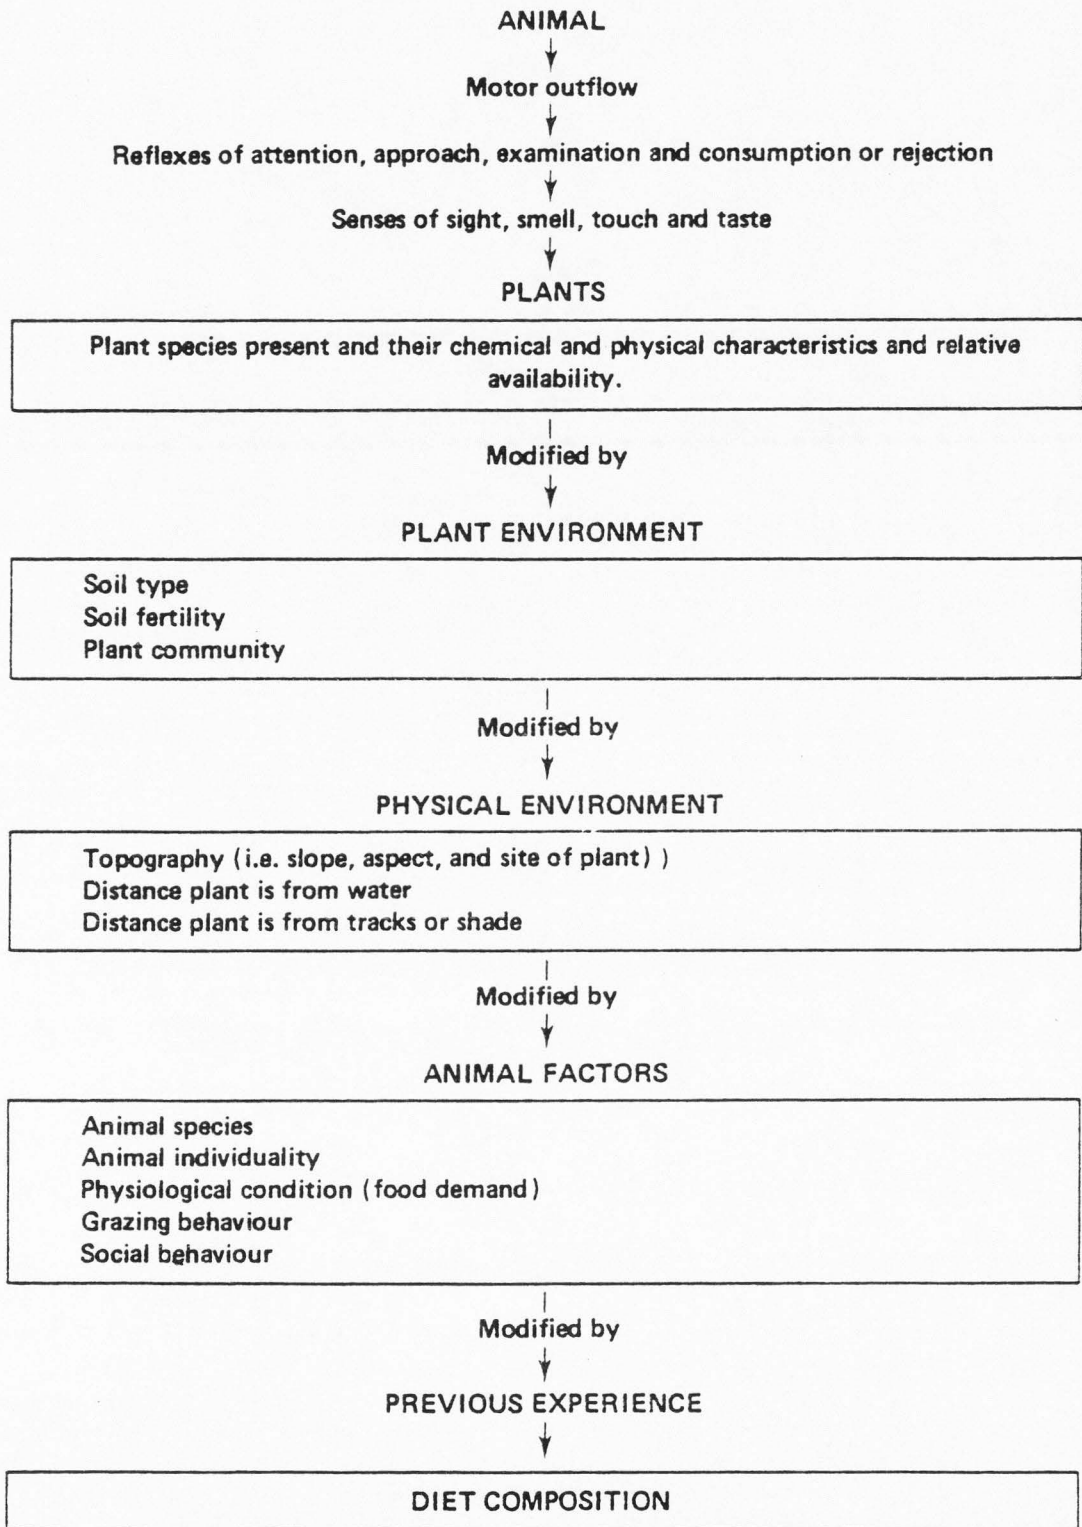 ANIMAL
Motor outflow
Reflexes of attention, approach, examination and consumption or rejection
Senses of sight, smell, touch and taste
PLANTS
Plant species present and their chemical and physical characteristics and relative
availability.
Modified by
PLANT ENVIRONMENT
Soil type
Soil fertility
Plant community
Modified by
PHYSICAL ENVIRONMENT
Topography (i.e. slope, aspect, and site of plant) )
Distance plant is from water
Distance plant is from tracks or shade
Modified by
ANIMAL FACTORS
Animal species
Animal individuality
Physiological condition (food demand)
Grazing behaviour
Social behaviour
Modified by
PREVIOUS EXPERIENCE
DIET COMPOSITION